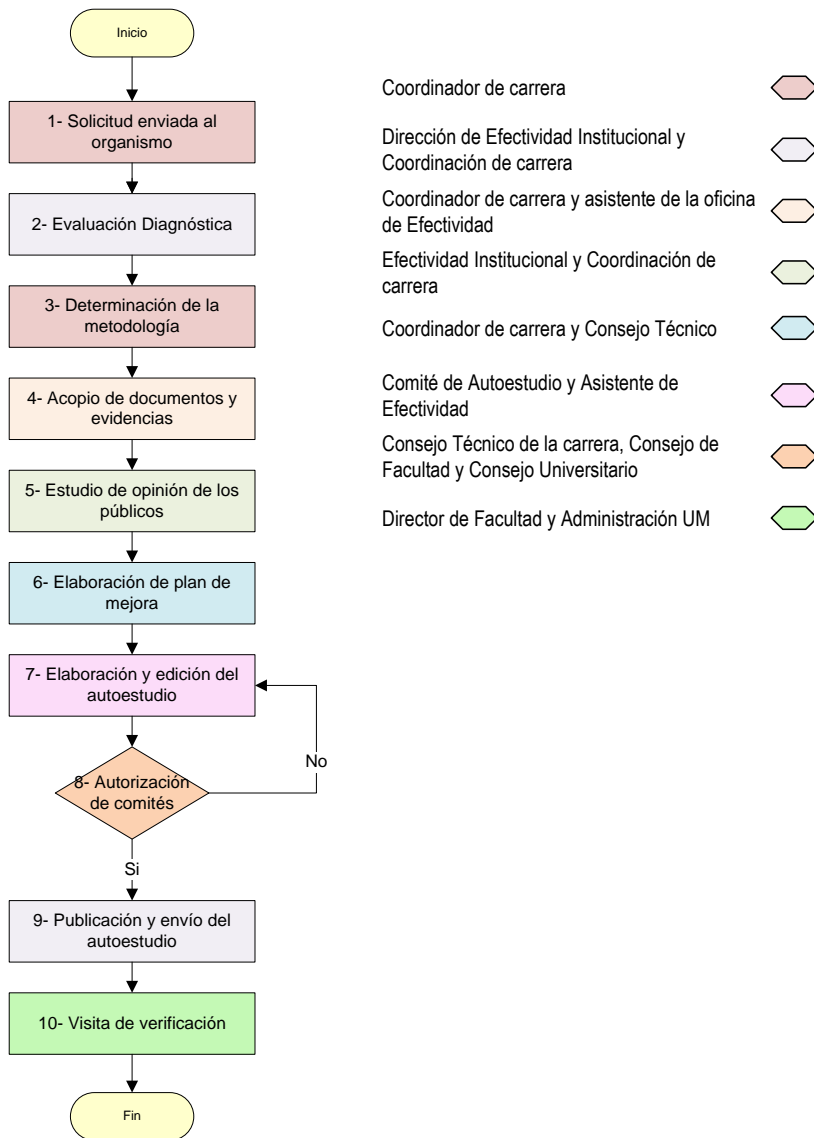 Inicio
1- Solicitud enviada al
organismo
2- Evaluación Diagnóstica
3- Determinación de la
metodología
4- Acopio de documentos y
evidencias
5- Estudio de opinión de los
públicos
6- Elaboración de plan de
mejora
7- Elaboración y edición del
autoestudio
8- Autorización
de comités
No
Si
9- Publicación y envío del
autoestudio
10- Visita de verificación
Fin
Coordinador de carrera
Dirección de Efectividad Institucional y
Coordinación de carrera
Coordinador de carrera y asistente de la oficina
de Efectividad
Efectividad Institucional y Coordinación de
carrera
Coordinador de carrera y Consejo Técnico
Comité de Autoestudio y Asistente de
Efectividad
Consejo Técnico de la carrera, Consejo de
Facultad y Consejo Universitario
Director de Facultad y Administración UM